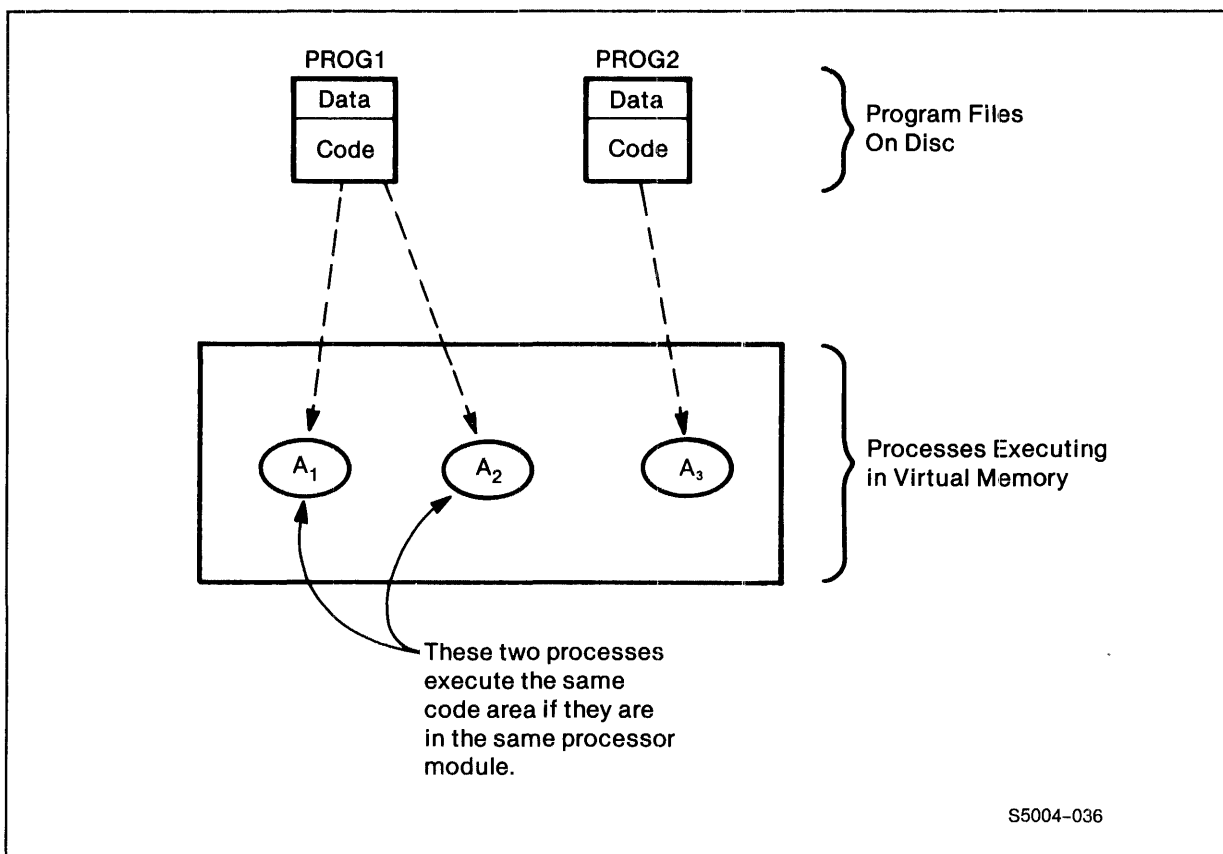 PROG1
PROG2
Data
Code
Data
Code
Program Files
On Disc
A₁
A₂
A₃
Processes Executing
in Virtual Memory
These two processes
execute the same
code area if they are
in the same processor
module.
S5004-036